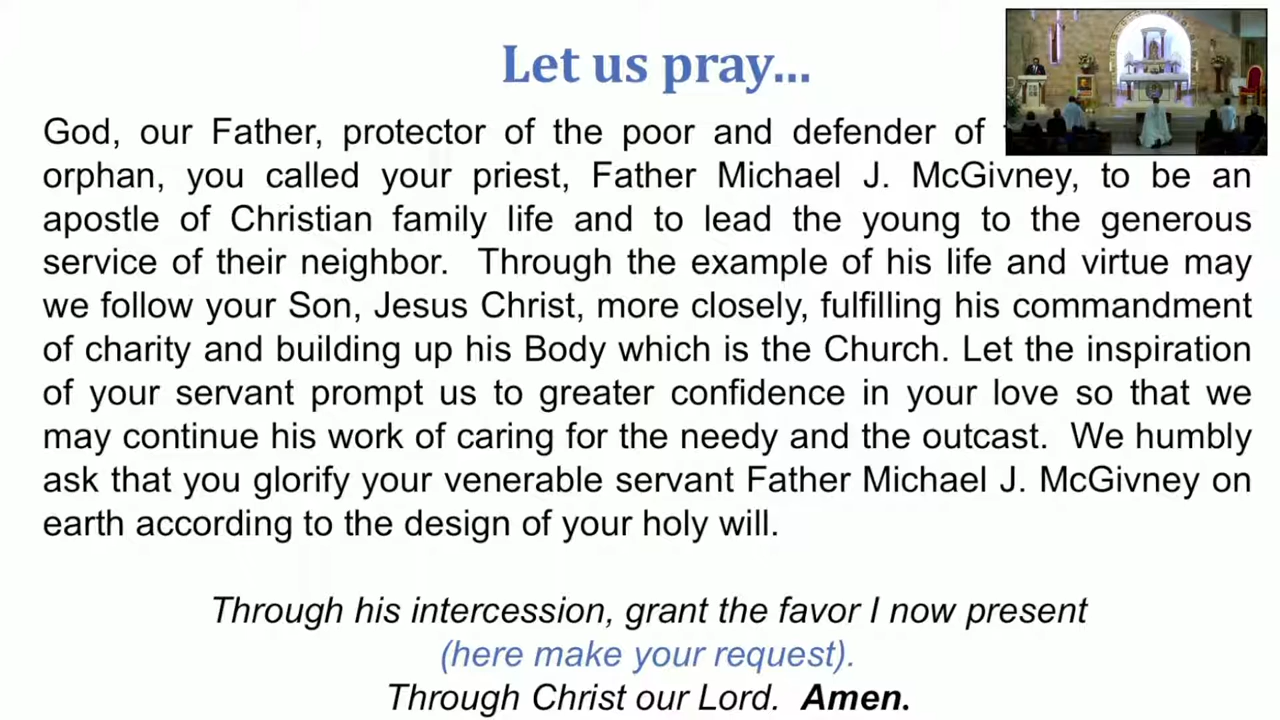 Let us pray...
God, our Father, protector of the poor and defender of
orphan, you called your priest, Father Michael J. McGivney, to be an
apostle of Christian family life and to lead the young to the generous
service of their neighbor. Through the example of his life and virtue may
we follow your Son, Jesus Christ, more closely, fulfilling his commandment
of charity and building up his Body which is the Church. Let the inspiration
of your servant prompt us to greater confidence in your love so that we
may continue his work of caring for the needy and the outcast. We humbly
ask that you glorify your venerable servant Father Michael J. McGivney on
earth according to the design of your holy will.
Through his intercession, grant the favor I now present
(here make your request).
Through Christ our Lord. Amen.